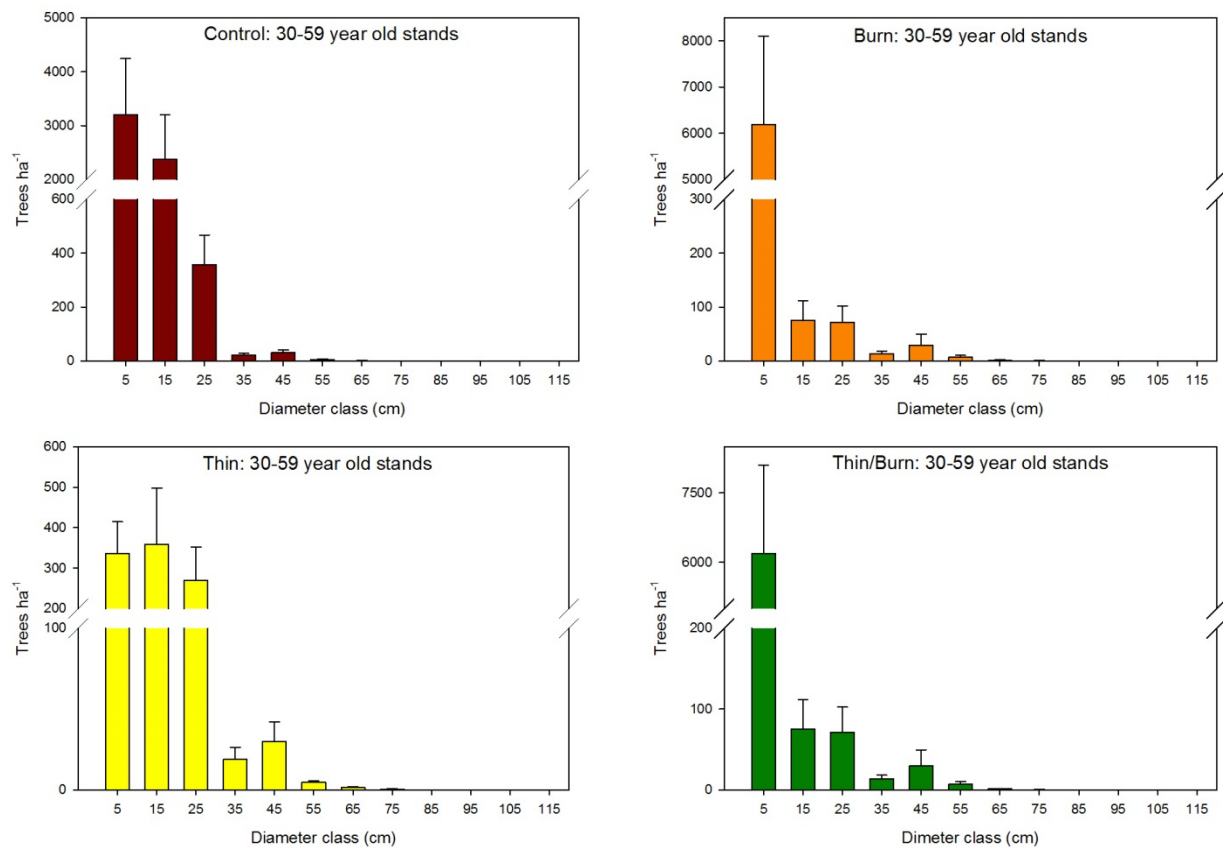 Control: 30-59 year old stands
Trees ha⁻¹
5000
4000
3000
2000
600
400
200
0
5 15 25 35 45 55 65 75 85 95 105 115
Diameter class (cm)
Burn: 30-59 year old stands
Trees ha⁻¹
8000
7000
6000
5000
300
200
100
0
5 15 25 35 45 55 65 75 85 95 105 115
Diameter class (cm)
Thin: 30-59 year old stands
Trees ha⁻¹
600
500
400
300
200
100
0
5 15 25 35 45 55 65 75 85 95 105 115
Diameter class (cm)
Thin/Burn: 30-59 year old stands
Trees ha⁻¹
7500
6000
200
100
0
5 15 25 35 45 55 65 75 85 95 105 115
Dimeter class (cm)